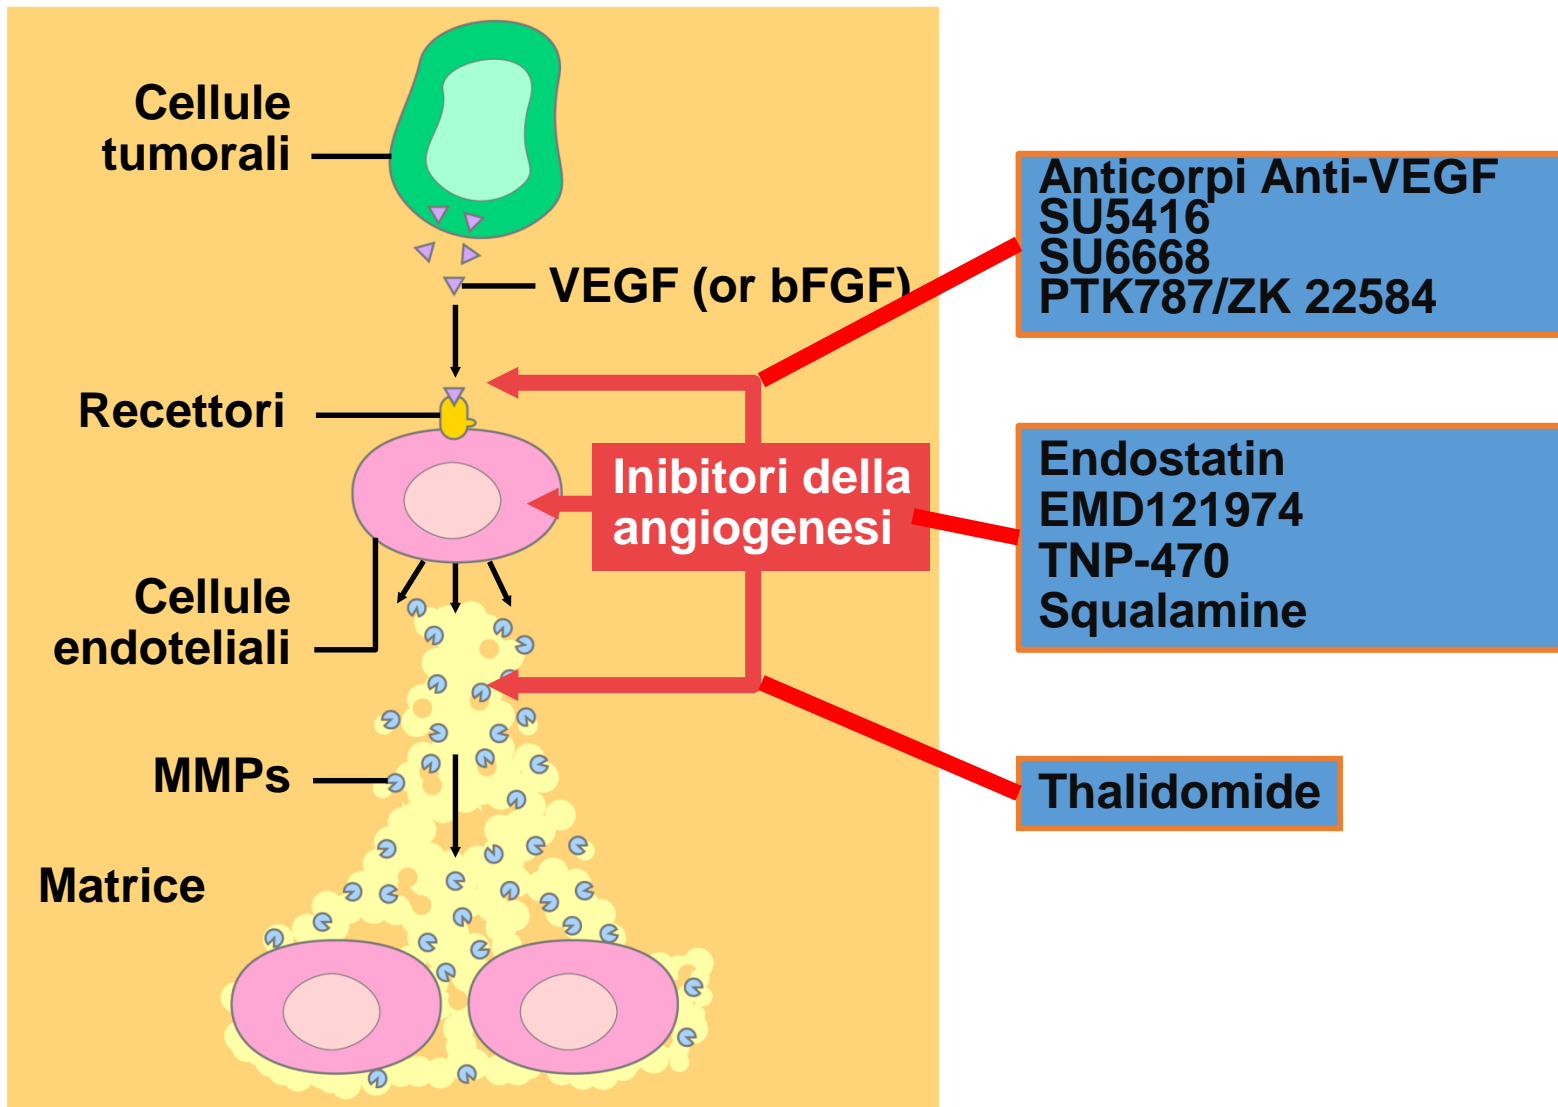 Cellule
tumorali
VEGF (or bFGF)
Recettori
Inibitori della
angiogenesi
Cellule
endoteliali
MMPs
Matrice
Anticorpi Anti-VEGF
SU5416
SU6668
PTK787/ZK 22584
Endostatin
EMD121974
TNP-470
Squalamine
Thalidomide